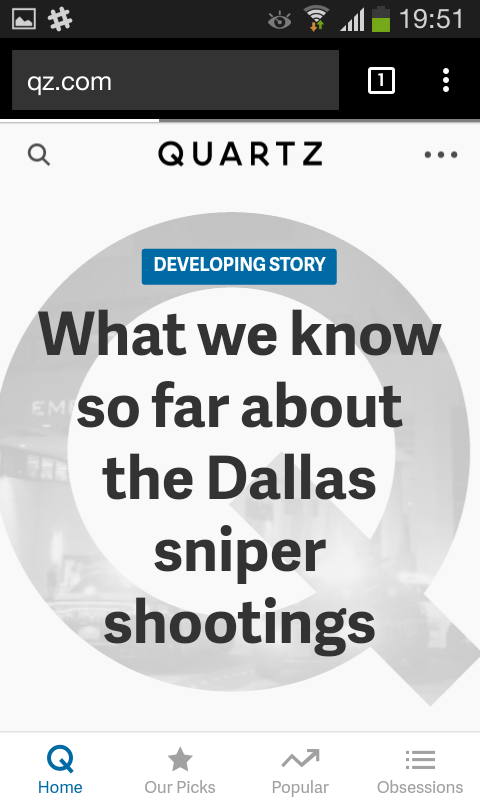 19:51
qz.com
1
QUARTZ
DEVELOPING STORY
What we know
so far about
the Dallas
sniper
shootings
Home
Our Picks
Popular
Obsessions